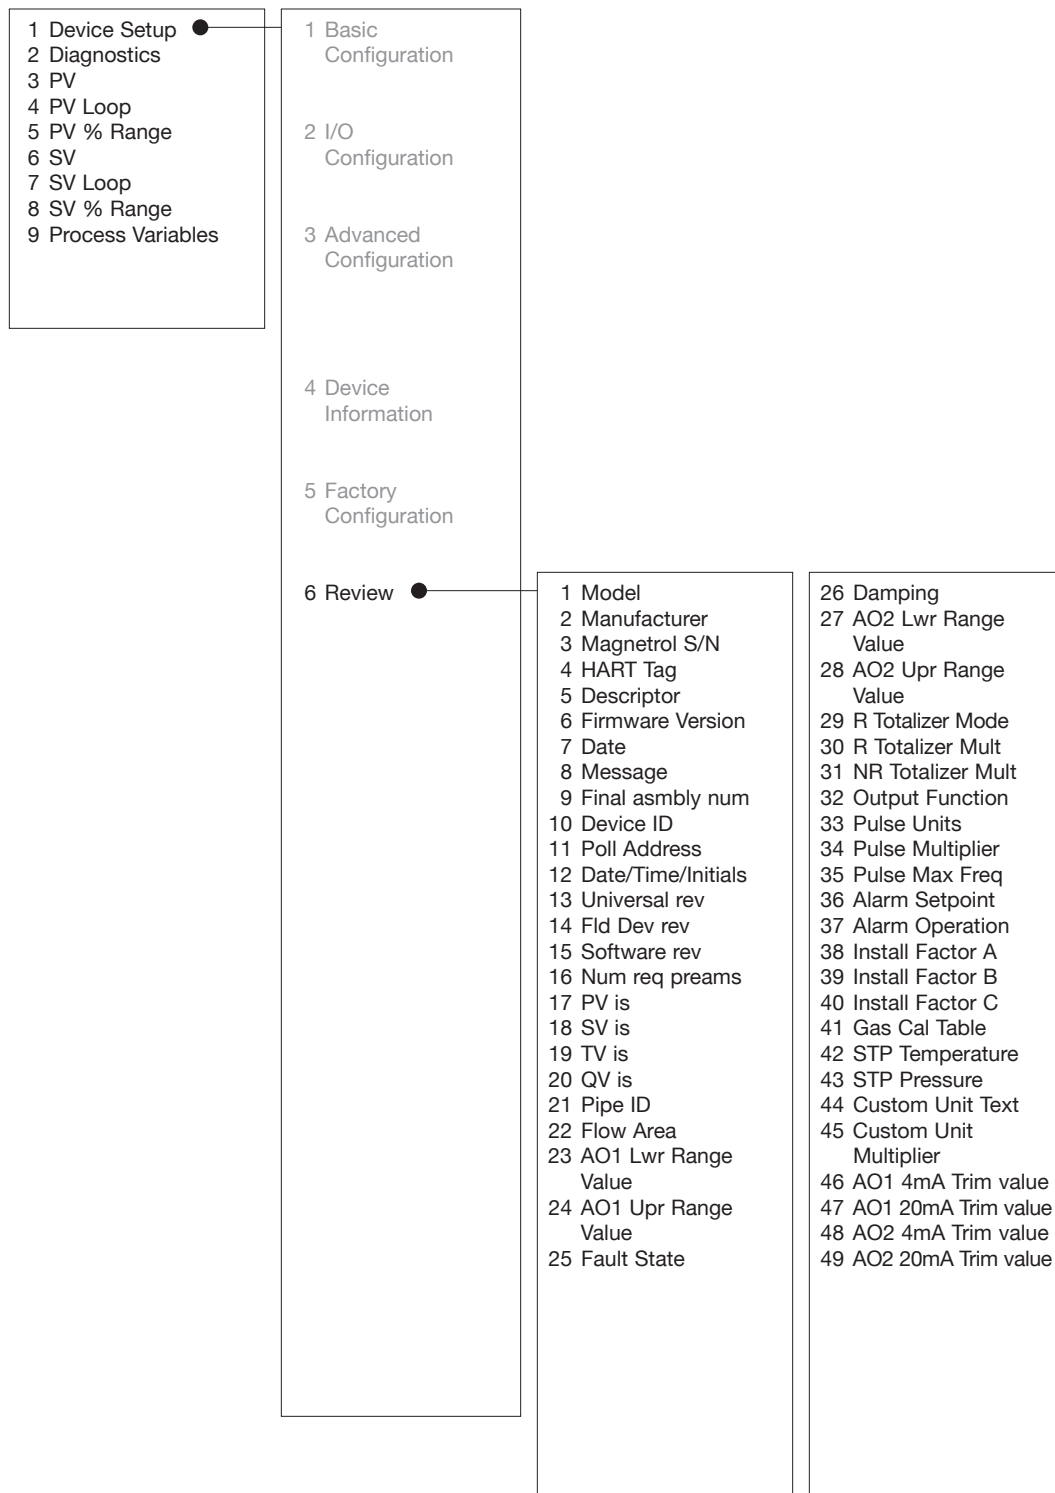 1 Device Setup
2 Diagnostics
3 PV
4 PV Loop
5 PV % Range
6 SV
7 SV Loop
8 SV % Range
9 Process Variables
1 Basic
Configuration
2 I/O
Configuration
3 Advanced
Configuration
4 Device
Information
5 Factory
Configuration
6 Review
1 Model
2 Manufacturer
3 Magnetrol S/N
4 HART Tag
5 Descriptor
6 Firmware Version
7 Date
8 Message
9 Final asmbly num
10 Device ID
11 Poll Address
12 Date/Time/Initials
13 Universal rev
14 Fld Dev rev
15 Software rev
16 Num req preams
17 PV is
18 SV is
19 TV is
20 QV is
21 Pipe ID
22 Flow Area
23 AO1 Lwr Range
Value
24 AO1 Upr Range
Value
25 Fault State
26 Damping
27 AO2 Lwr Range
Value
28 AO2 Upr Range
Value
29 R Totalizer Mode
30 R Totalizer Mult
31 NR Totalizer Mult
32 Output Function
33 Pulse Units
34 Pulse Multiplier
35 Pulse Max Freq
36 Alarm Setpoint
37 Alarm Operation
38 Install Factor A
39 Install Factor B
40 Install Factor C
41 Gas Cal Table
42 STP Temperature
43 STP Pressure
44 Custom Unit Text
45 Custom Unit
Multiplier
46 AO1 4mA Trim value
47 AO1 20mA Trim value
48 AO2 4mA Trim value
49 AO2 20mA Trim value